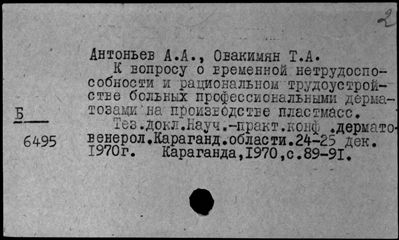 2
Антоньев А.А., Овакимян Т.А.
К вопросу о временной нетрудоспо-
собности и рациональном трудоустрой-
стве больных профессиональными дерма-
тозами на производстве пластмасс.
Б
Тез.докл.Науч.-практ.конф.дермато-
6495
венерол.Караганд.области.24-25 дек.
1970г. Караганда,1970,с.89-91.